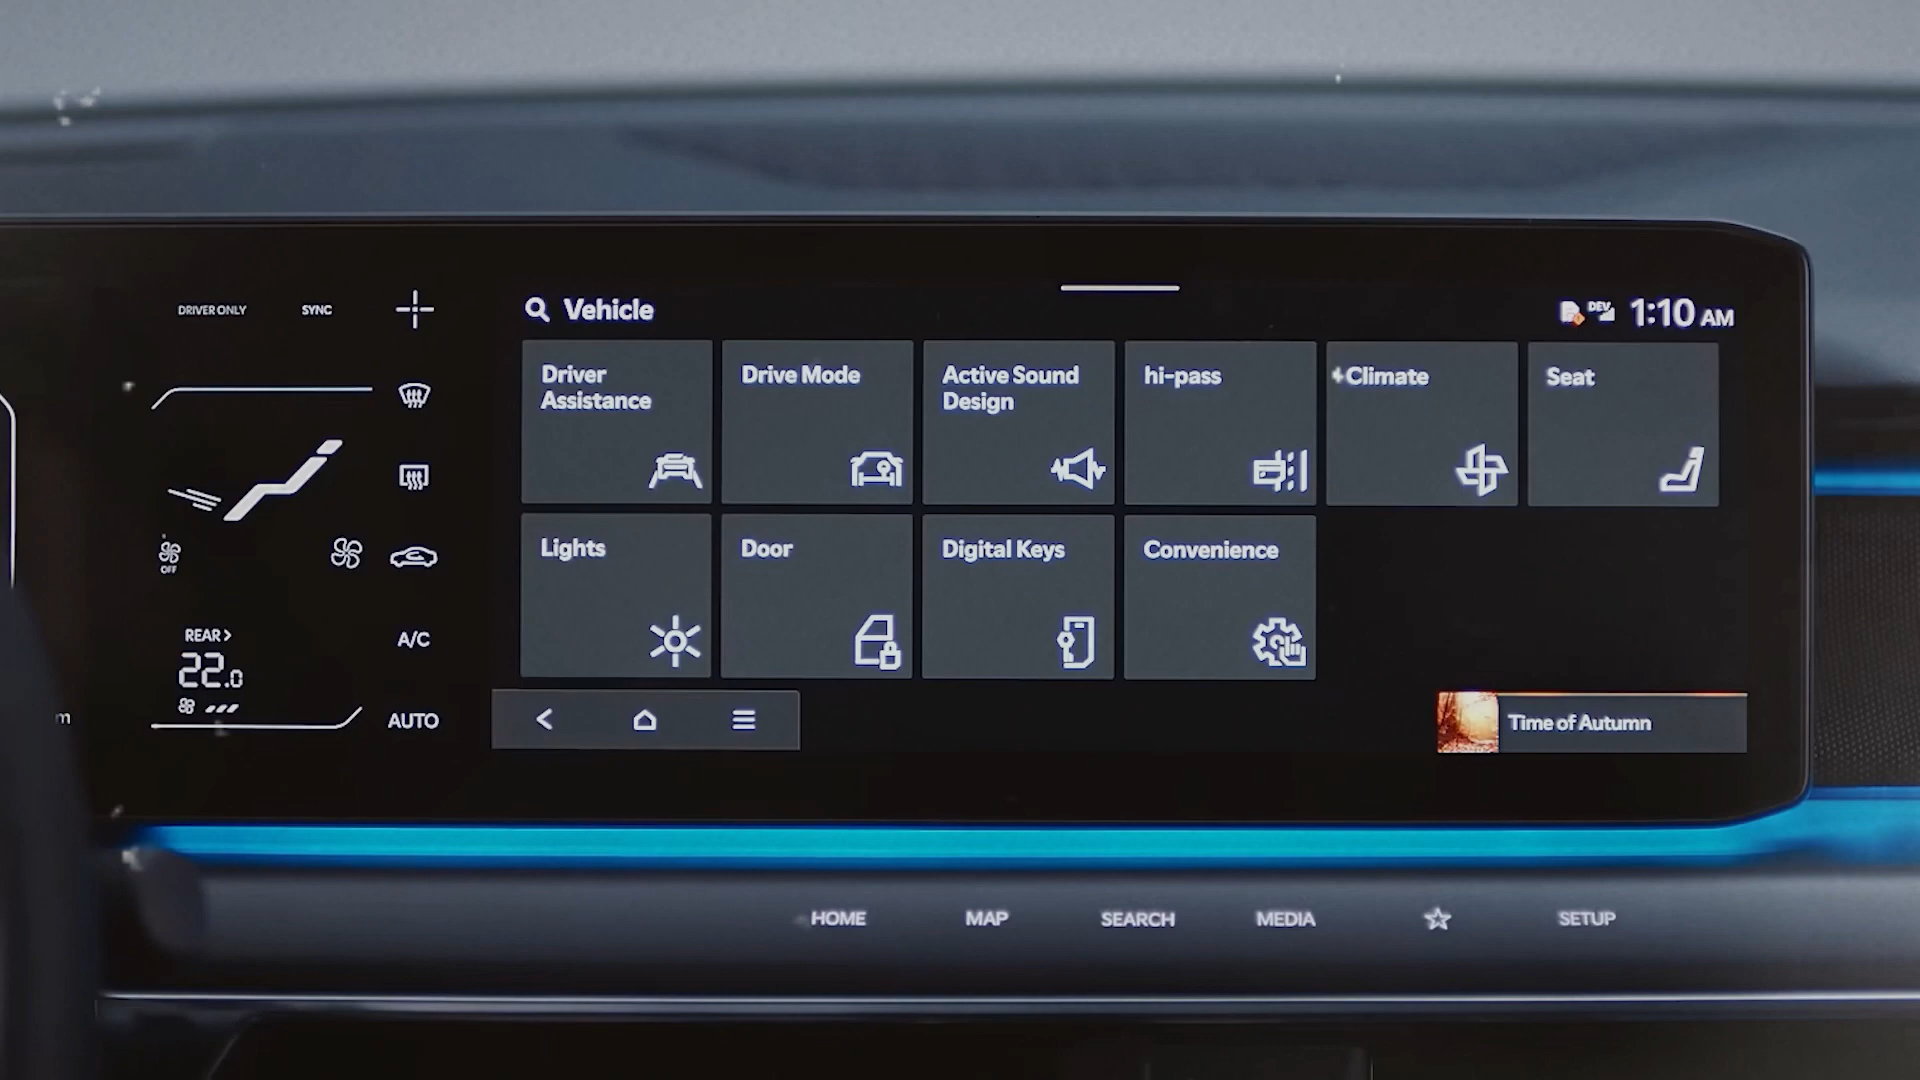 DRIVER ONLY SYNC
Vehicle
DEV 1:10 AM
Driver
Assistance
Drive Mode
Active Sound
Design
hi-pass
Climate
Seat
OFF
Lights
Door
Digital Keys
Convenience
REAR >
22.0
A/C
AUTO
m
Time of Autumn
HOME MAP SEARCH MEDIA SETUP